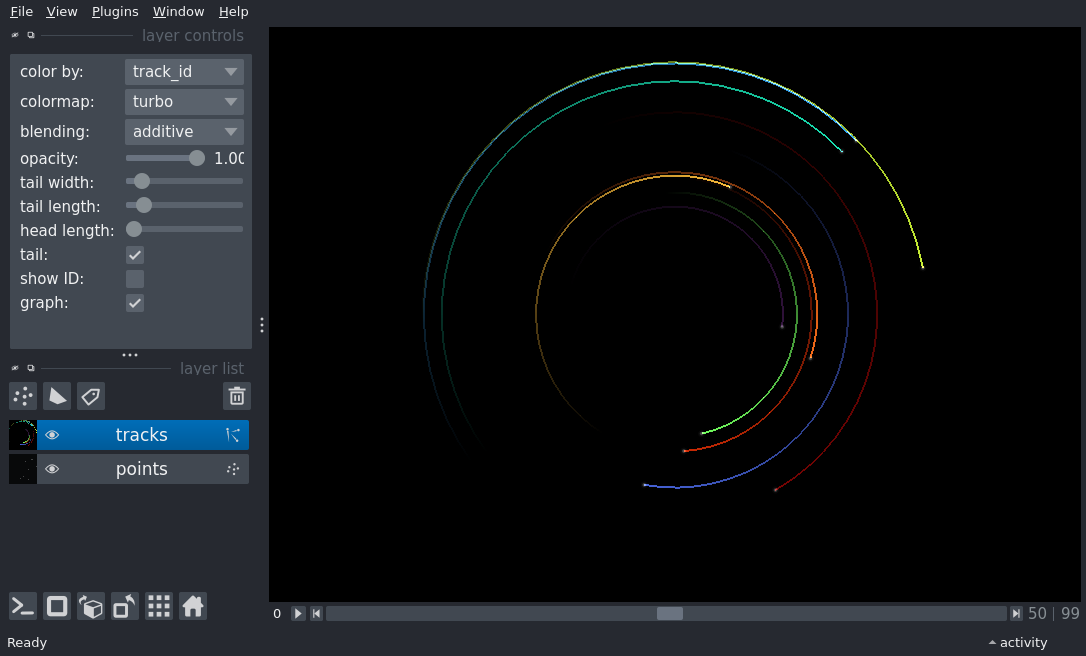 File View Plugins Window Help
layer controls
color by: track_id
colormap: turbo
blending: additive
opacity: 1.00
tail width:
tail length:
head length:
tail:
show ID:
graph:
layer list
tracks
points
0 50 | 99
Ready activity